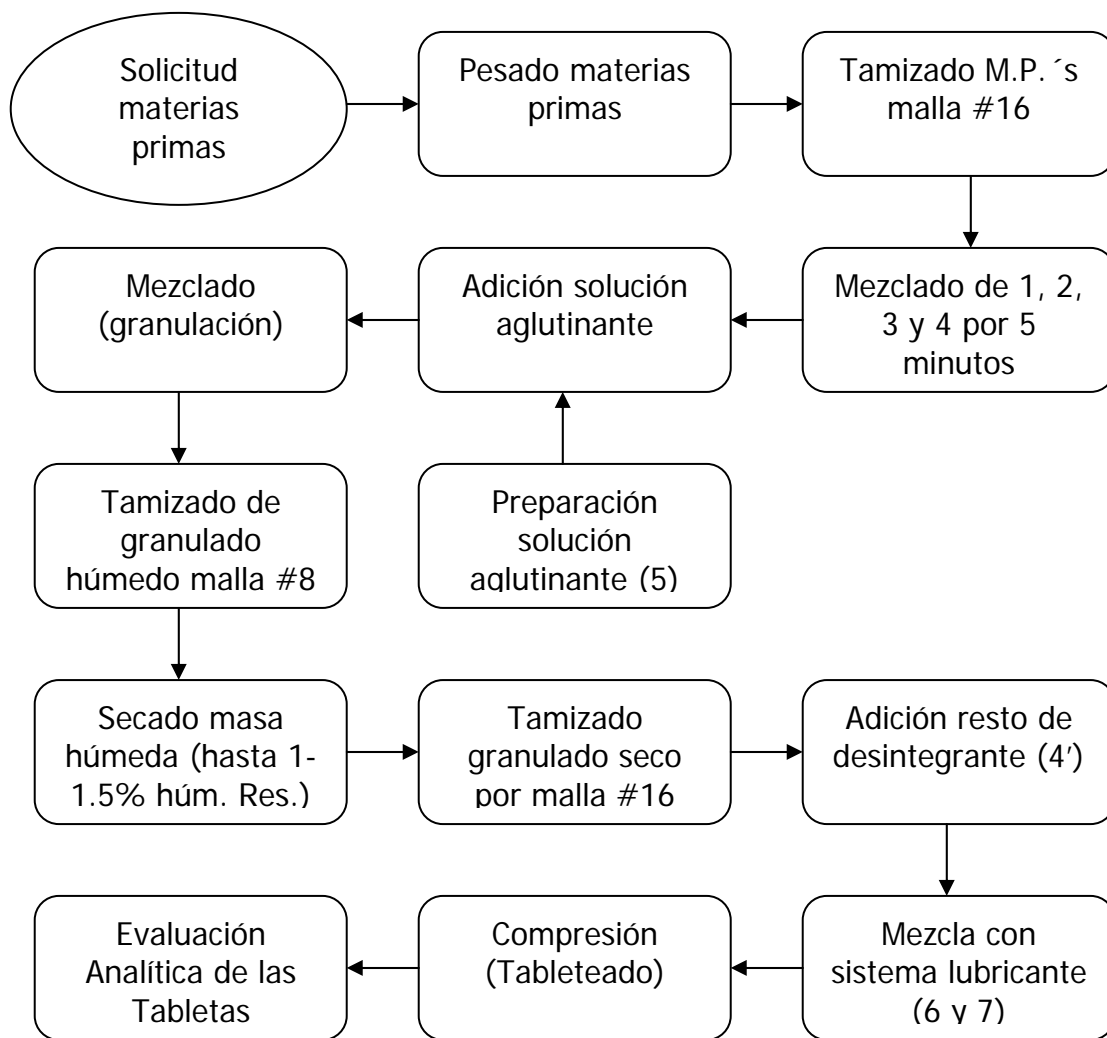 Solicitud
materias
primas
Pesado materias
primas
Tamizado M.P. ´s
malla #16
Mezclado de 1, 2,
3 y 4 por 5
minutos
Adición solución
aglutinante
Mezclado
(granulación)
Preparación
solución
aglutinante (5)
Tamizado de
granulado
húmedo malla #8
Secado masa
húmeda (hasta 1-
1.5% húm. Res.)
Tamizado
granulado seco
por malla #16
Adición resto de
desintegrante (4’)
Mezcla con
sistema lubricante
(6 y 7)
Compresión
(Tableteado)
Evaluación
Analítica de las
Tabletas